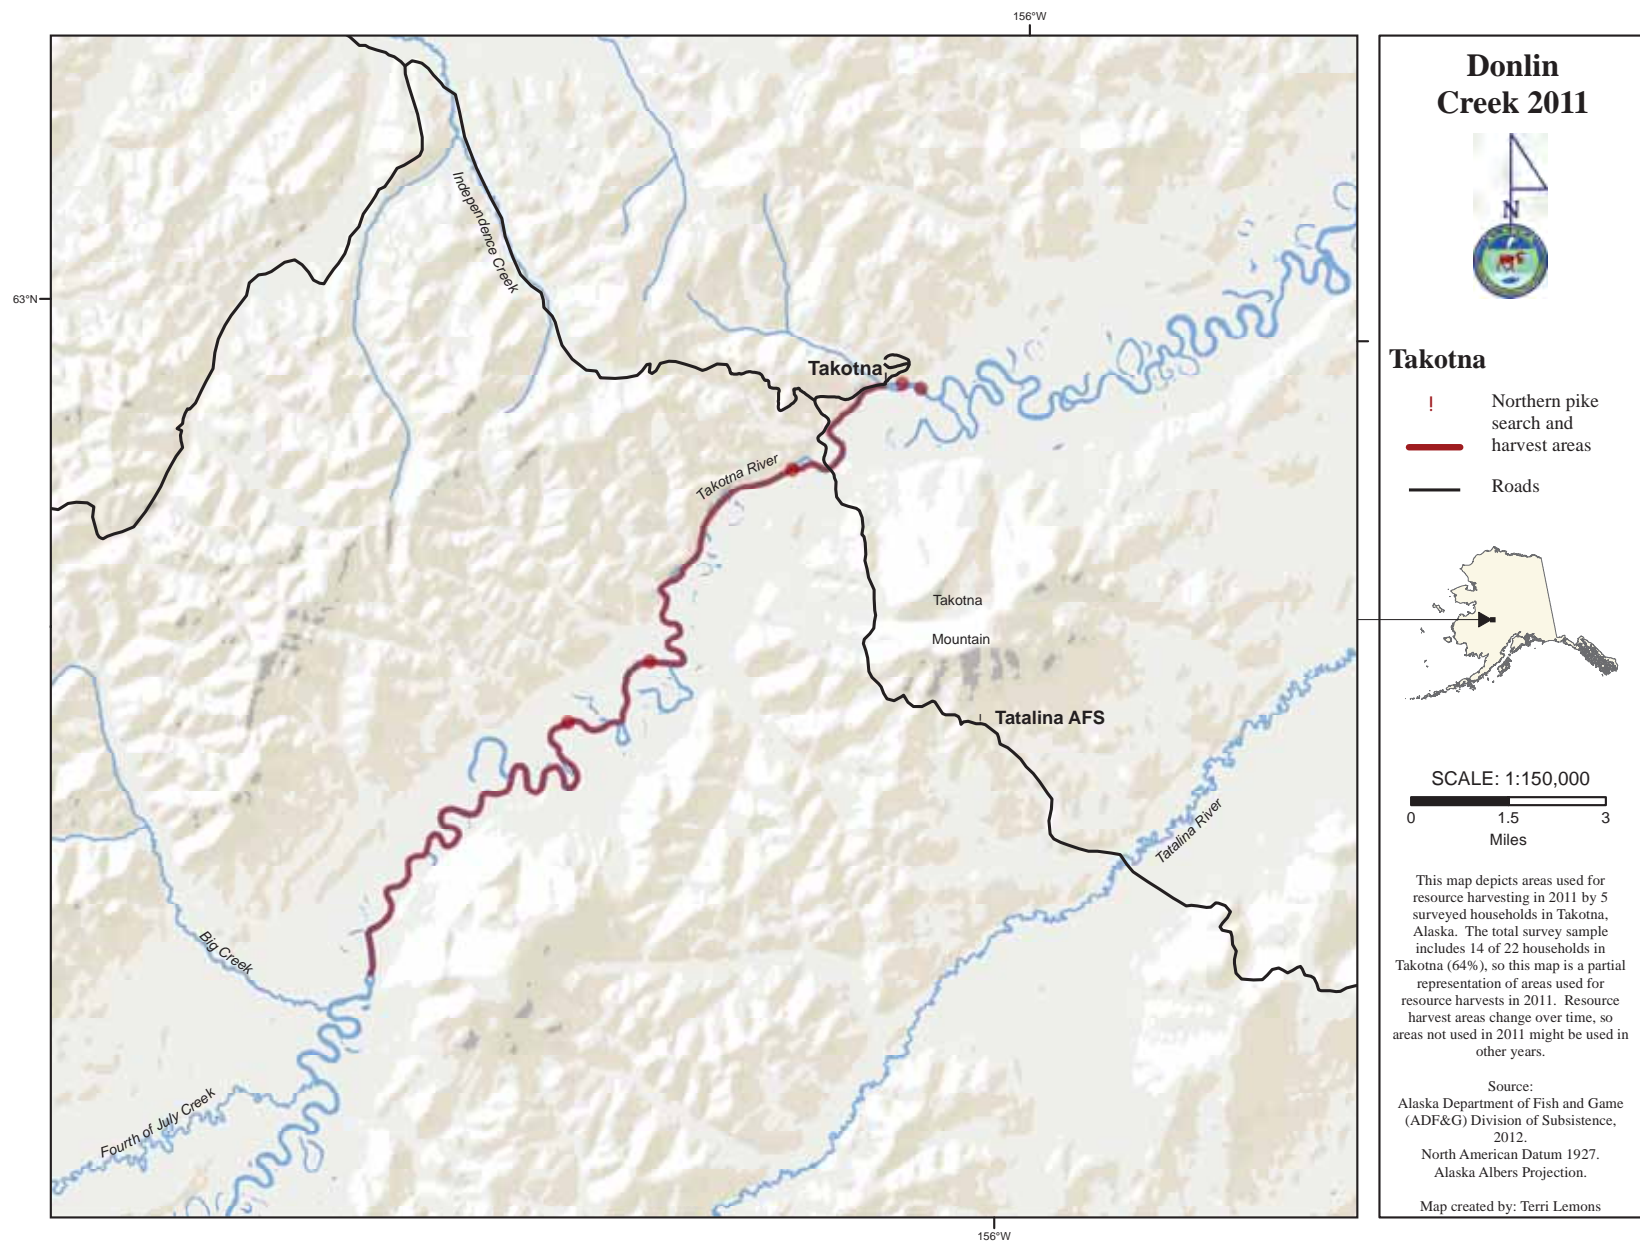 156°W
63°N
Independence Creek
Takotna
Takotna River
Takotna
Mountain
Tatalina AFS
Tatalina River
Big Creek
Fourth of July Creek
156°W
Donlin
Creek 2011
N
Takotna
! Northern pike
search and
harvest areas
Roads
SCALE: 1:150,000
0 1.5 3
Miles
This map depicts areas used for
resource harvesting in 2011 by 5
surveyed households in Takotna,
Alaska. The total survey sample
includes 14 of 22 households in
Takotna (64%), so this map is a partial
representation of areas used for
resource harvests in 2011. Resource
harvest areas change over time, so
areas not used in 2011 might be used in
other years.
Source:
Alaska Department of Fish and Game
(ADF&G) Division of Subsistence,
2012.
North American Datum 1927.
Alaska Albers Projection.
Map created by: Terri Lemons